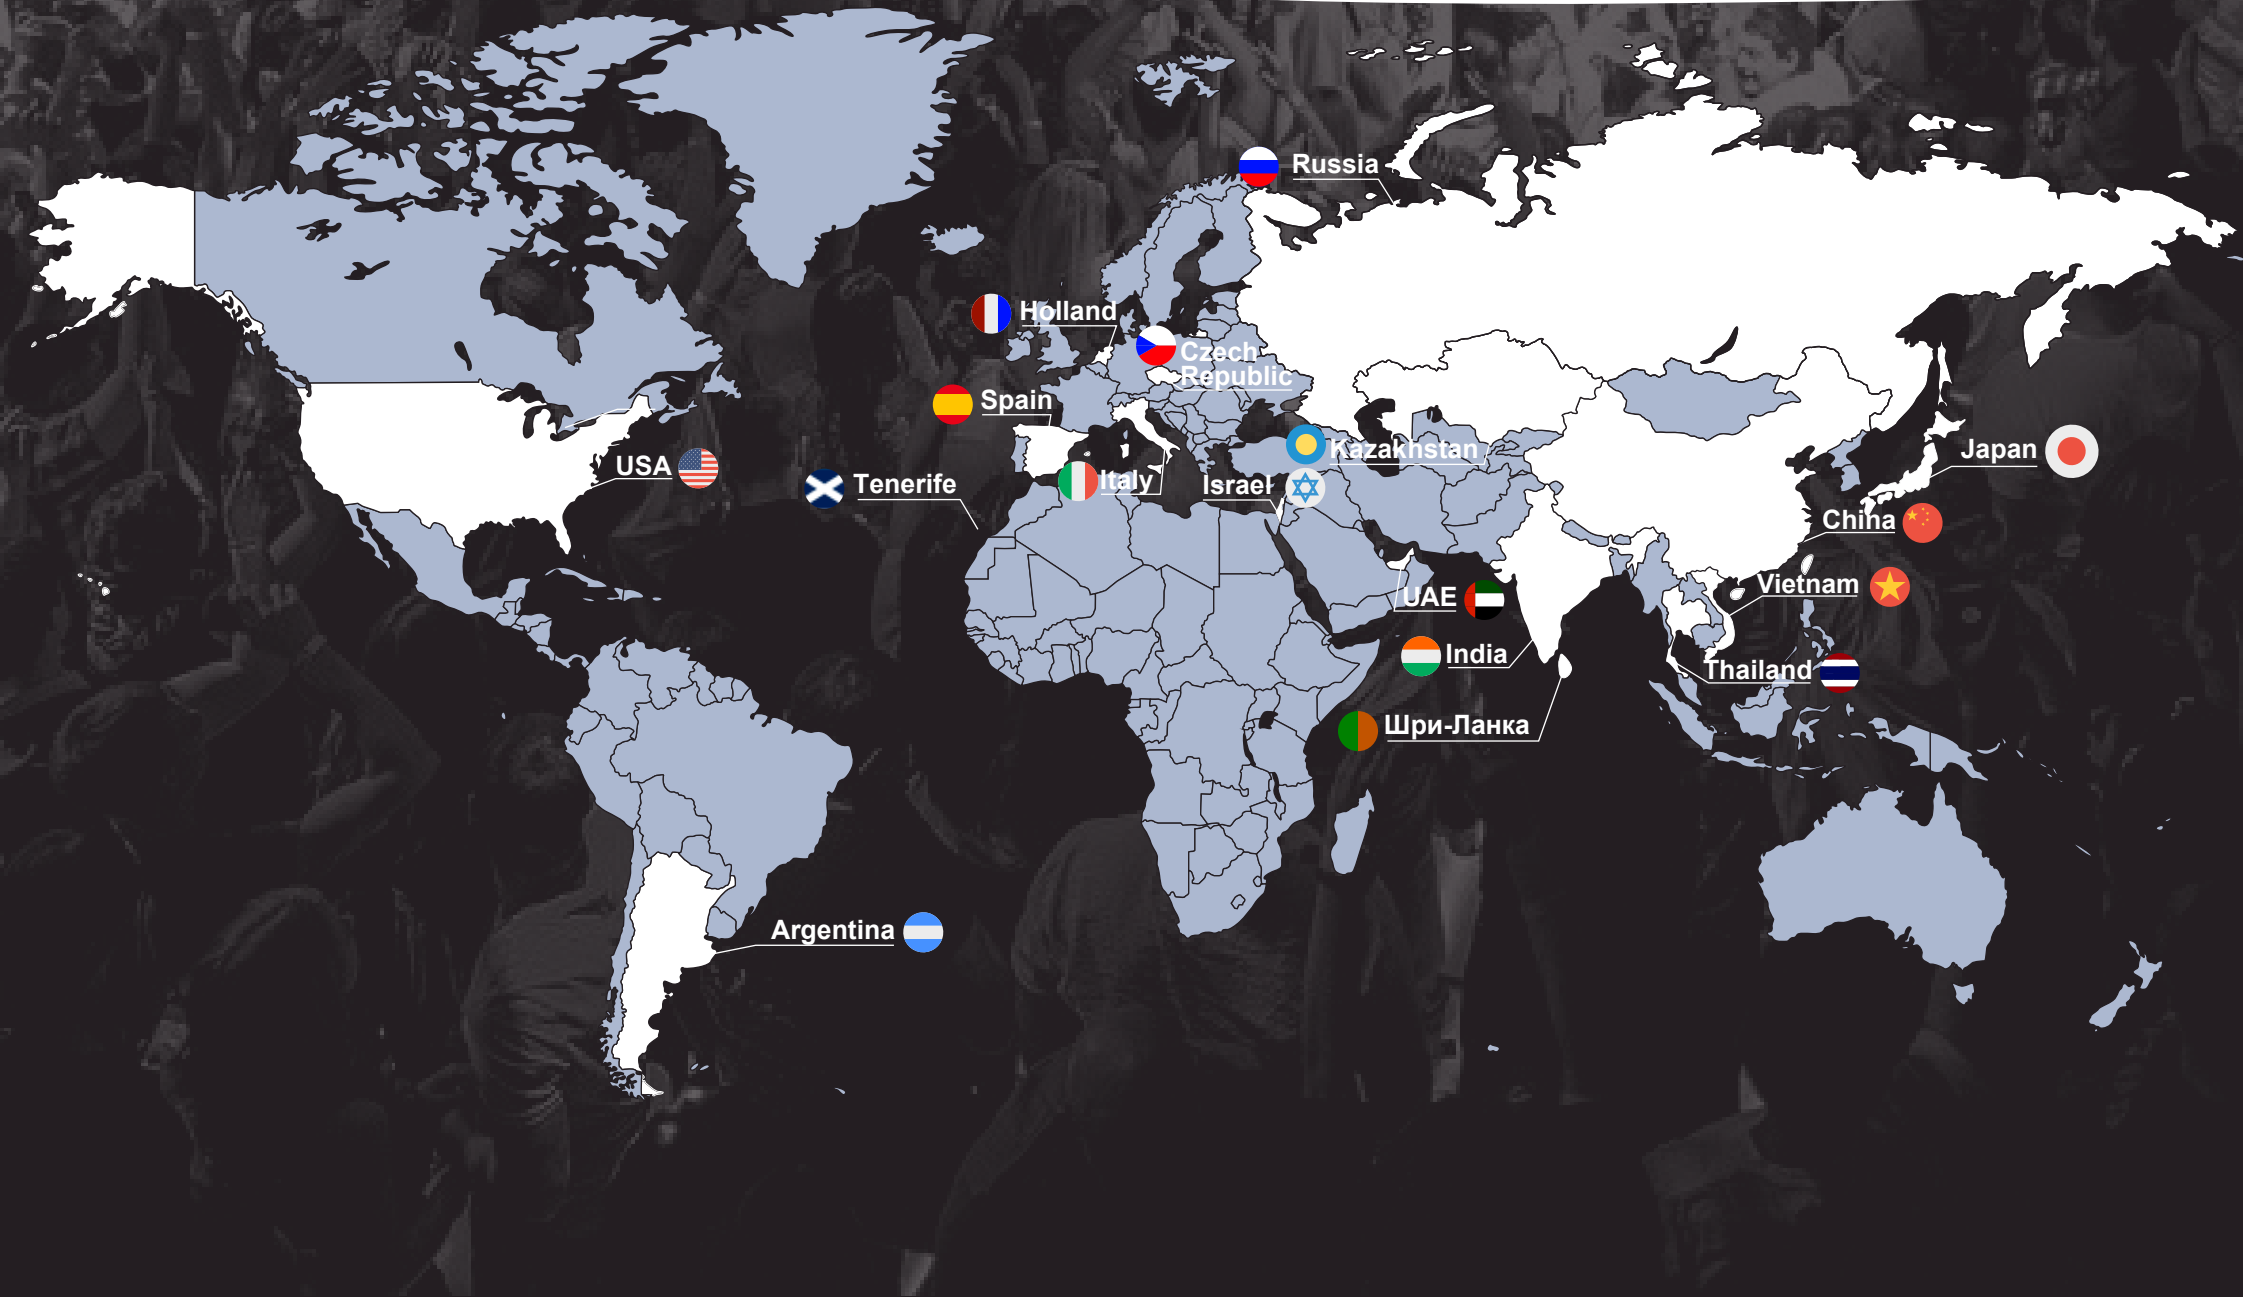 Russia
Holland
Czech
Republic
Spain
Kazakhstan
Japan
USA
Tenerife
Italy
Israel
China
Vietnam
UAE
India
Thailand
Шри-Ланка
Argentina